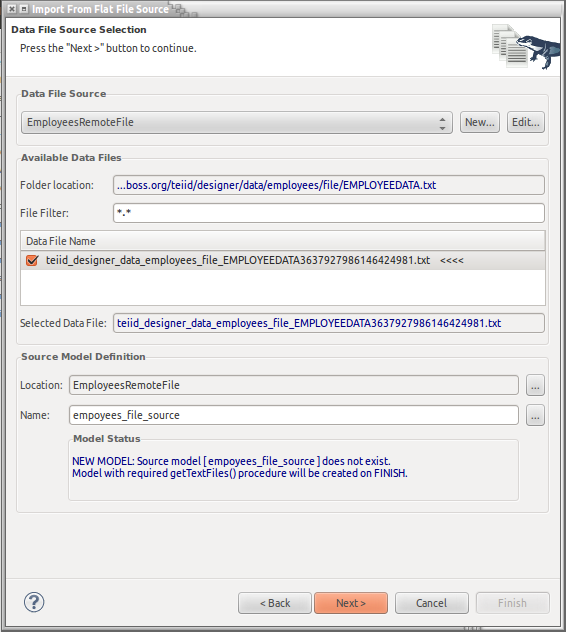 Import From Flat File Source
Data File Source Selection
Press the "Next >" button to continue.
Data File Source
EmployeesRemoteFile
New...
Edit...
Available Data Files
Folder location: ...boss.org/teiid/designer/data/employees/file/EMPLOYEEDATA.txt
File Filter: *.*
Data File Name
teiid_designer_data_employees_file_EMPLOYEEDATA3637927986146424981.txt <<<<
Selected Data File: teiid_designer_data_employees_file_EMPLOYEEDATA3637927986146424981.txt
Source Model Definition
Location: EmployeesRemoteFile ...
Name: empoyees_file_source ...
Model Status
NEW MODEL: Source model [ empoyees_file_source ] does not exist.
Model with required getTextFiles() procedure will be created on FINISH.
? < Back Next > Cancel Finish